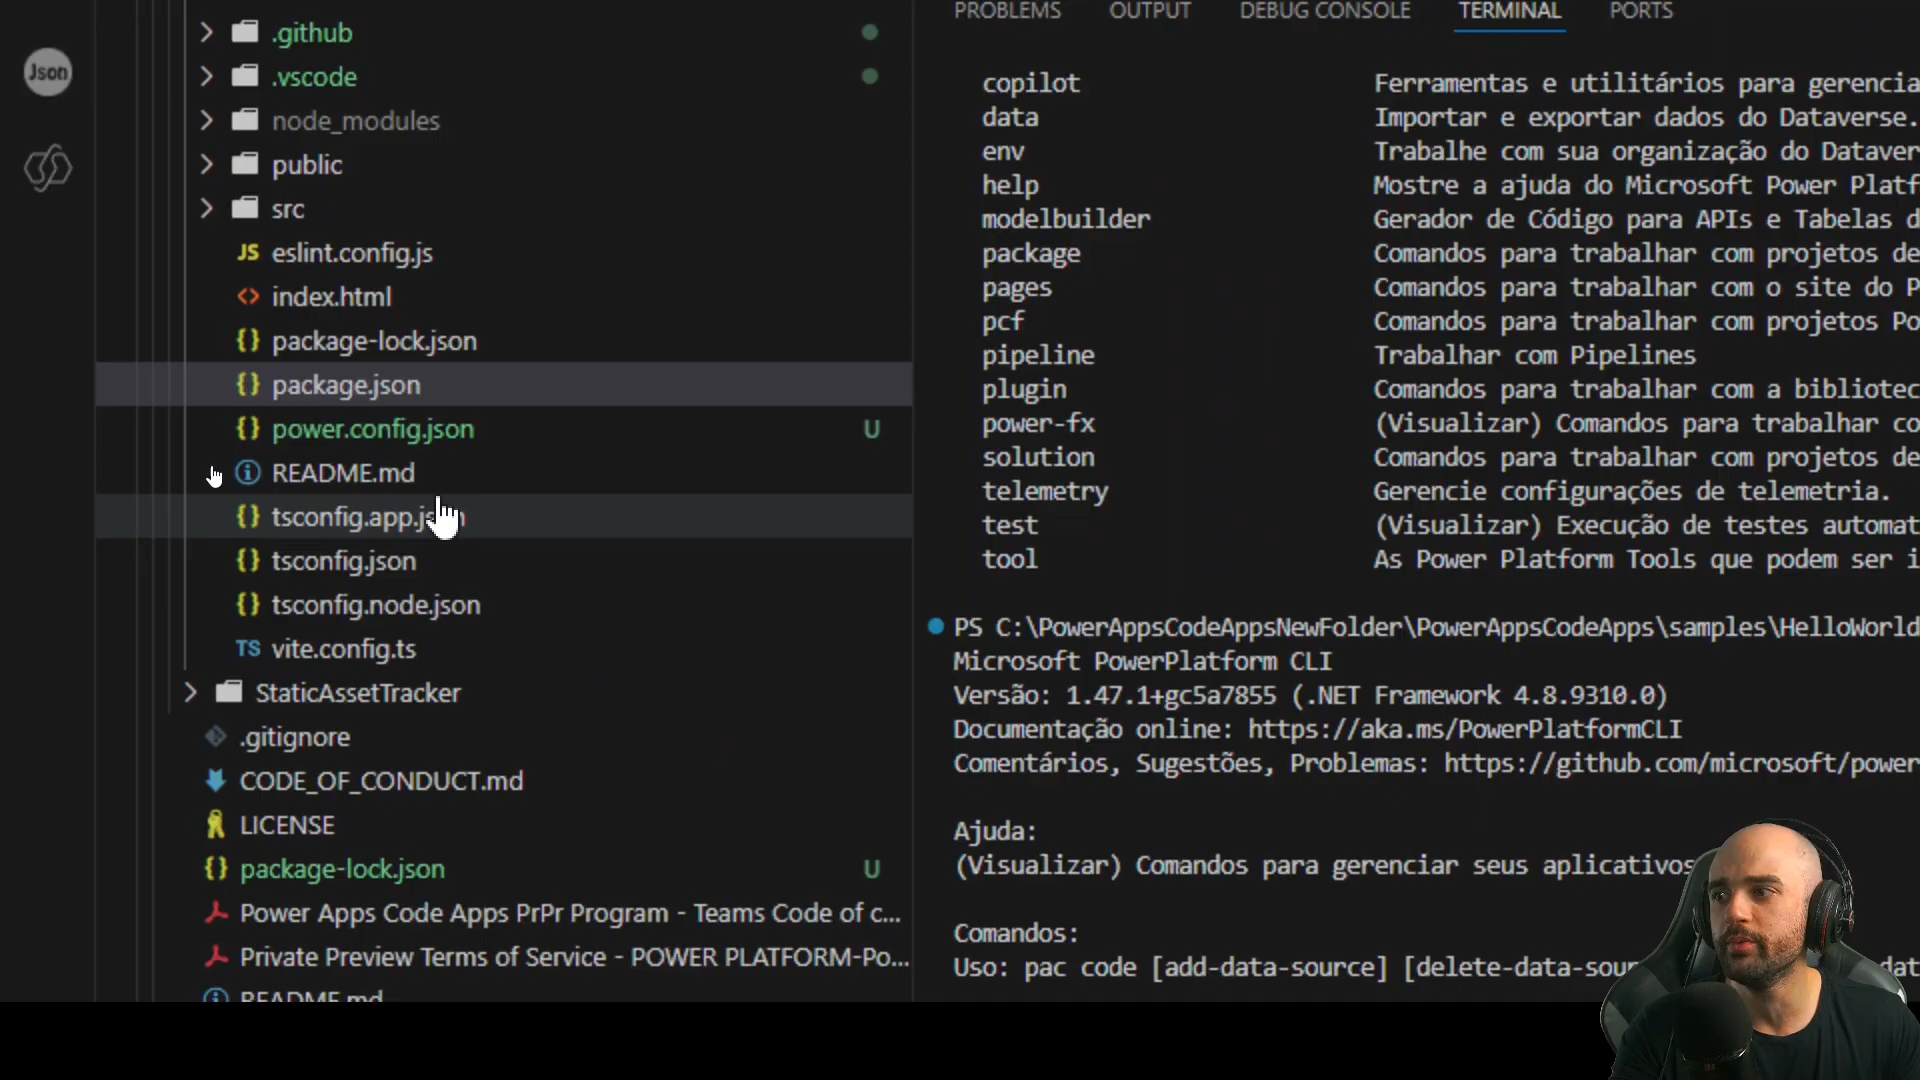 Json
.github
.vscode
node_modules
public
src
JS eslint.config.js
<> index.html
{} package-lock.json
{} package.json
{} power.config.json U
README.md
{} tsconfig.app.js
{} tsconfig.json
{} tsconfig.node.json
TS vite.config.ts
StaticAssetTracker
.gitignore
CODE_OF_CONDUCT.md
LICENSE
{} package-lock.json U
Power Apps Code Apps PrPr Program - Teams Code of c...
Private Preview Terms of Service - POWER PLATFORM-Po...
README.md
PROBLEMS OUTPUT DEBUG CONSOLE TERMINAL PORTS
copilot Ferramentas e utilitários para gerencia
data Importar e exportar dados do Dataverse.
env Trabalhe com sua organização do Dataver
help Mostre a ajuda do Microsoft Power Platf
modelbuilder Gerador de Código para APIs e Tabelas d
package Comandos para trabalhar com projetos de
pages Comandos para trabalhar com o site do P
pcf Comandos para trabalhar com projetos Po
pipeline Trabalhar com Pipelines
plugin Comandos para trabalhar com a bibliotec
power-fx (Visualizar) Comandos para trabalhar co
solution Comandos para trabalhar com projetos de
telemetry Gerencie configurações de telemetria.
test (Visualizar) Execução de testes automat
tool As Power Platform Tools que podem ser i
PS C:\PowerAppsCodeAppsNewFolder\PowerAppsCodeApps\samples\HelloWorld
Microsoft PowerPlatform CLI
Versão: 1.47.1+gc5a7855 (.NET Framework 4.8.9310.0)
Documentação online: https://aka.ms/PowerPlatformCLI
Comentários, Sugestões, Problemas: https://github.com/microsoft/power
Ajuda:
(Visualizar) Comandos para gerenciar seus aplicativos
Comandos:
Uso: pac code [add-data-source] [delete-data-sour dat